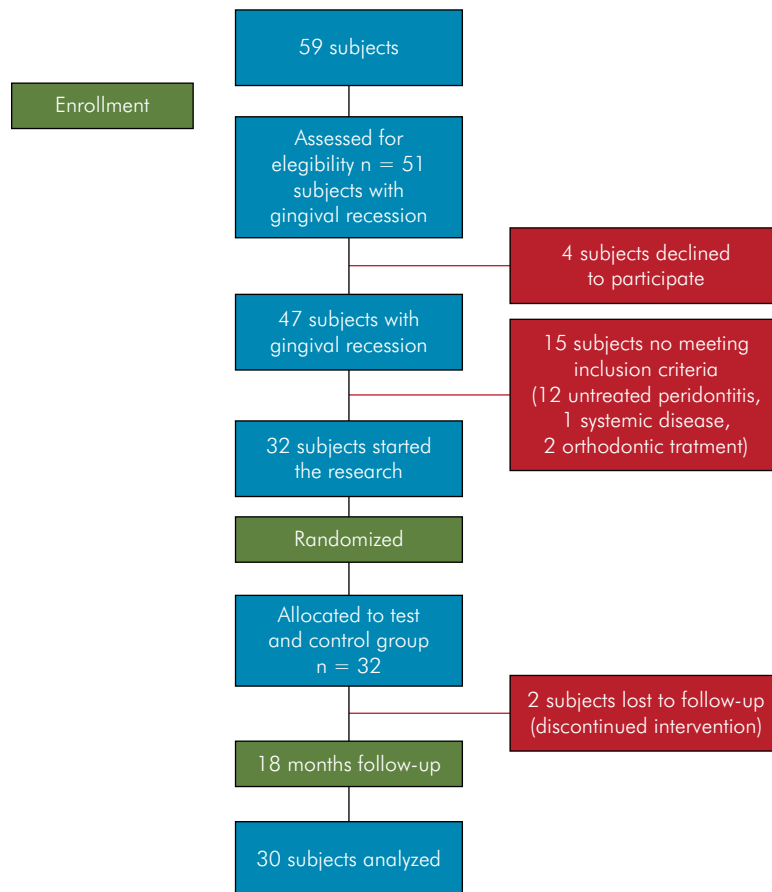 59 subjects
Enrollment
Assessed for
elegibility n = 51
subjects with
gingival recession
4 subjects declined
to participate
47 subjects with
gingival recession
15 subjects no meeting
inclusion criteria
(12 untreated peridontitis,
1 systemic disease,
2 orthodontic tratment)
32 subjects started
the research
Randomized
Allocated to test
and control group
n = 32
2 subjects lost to follow-up
(discontinued intervention)
18 months follow-up
30 subjects analyzed